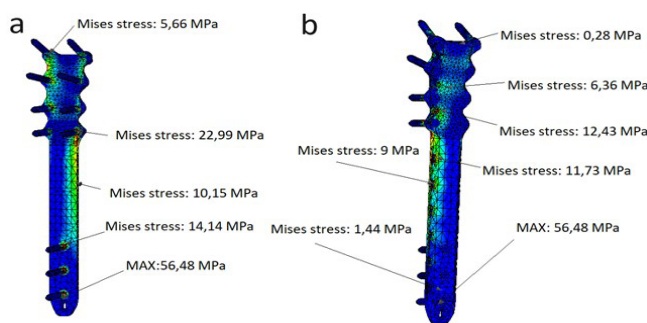 a
Mises stress: 5,66 MPa
Mises stress: 22,99 MPa
Mises stress: 10,15 MPa
Mises stress: 14,14 MPa
MAX:56,48 MPa
b
Mises stress: 0,28 MPa
Mises stress: 6,36 MPa
Mises stress: 12,43 MPa
Mises stress: 9 MPa
Mises stress: 11,73 MPa
Mises stress: 1,44 MPa
MAX: 56,48 MPa